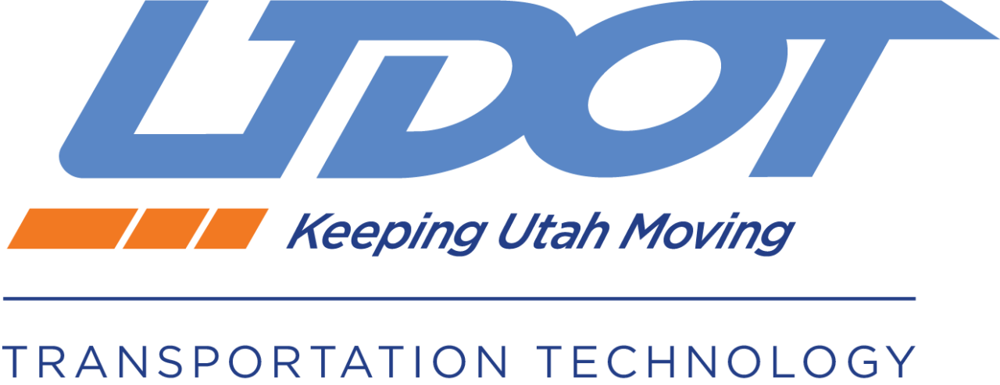 UDOT
Keeping Utah Moving
TRANSPORTATION TECHNOLOGY